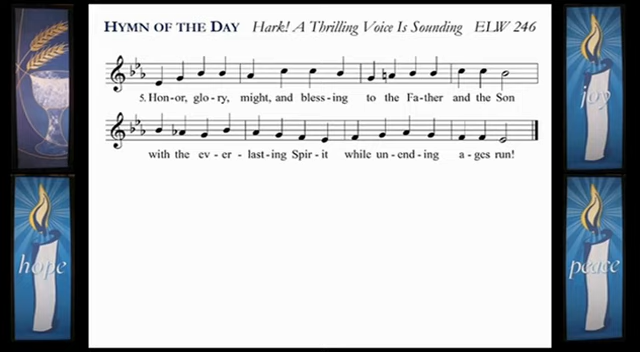 HYMN OF THE DAY Hark! A Thrilling Voice Is Sounding ELW 246
5. Hon - or, glo - ry, might, and bless - ing to the Fa - ther and the Son
with the ev - er - last - ing Spir - it while un - end - ing a - ges run!
joy
hope
peace